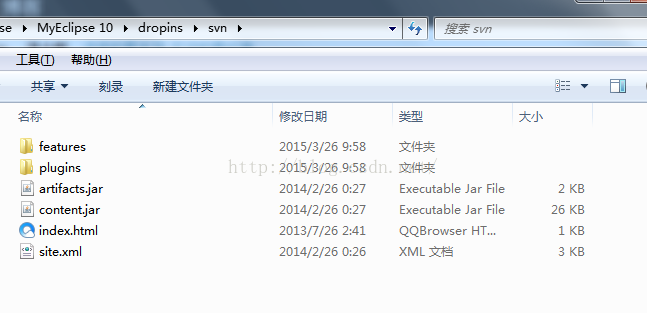 se ▸ MyEclipse 10 ▸ dropins ▸ svn ▸
搜索 svn
工具(T) 帮助(H)
共享 刻录 新建文件夹
名称 修改日期 类型 大小
features 2015/3/26 9:58 文件夹
plugins 2015/3/26 9:58 文件夹
artifacts.jar 2014/2/26 0:27 Executable Jar File 2 KB
content.jar 2014/2/26 0:27 Executable Jar File 26 KB
index.html 2013/7/26 2:41 QQBrowser HT... 1 KB
site.xml 2014/2/26 0:26 XML 文档 3 KB